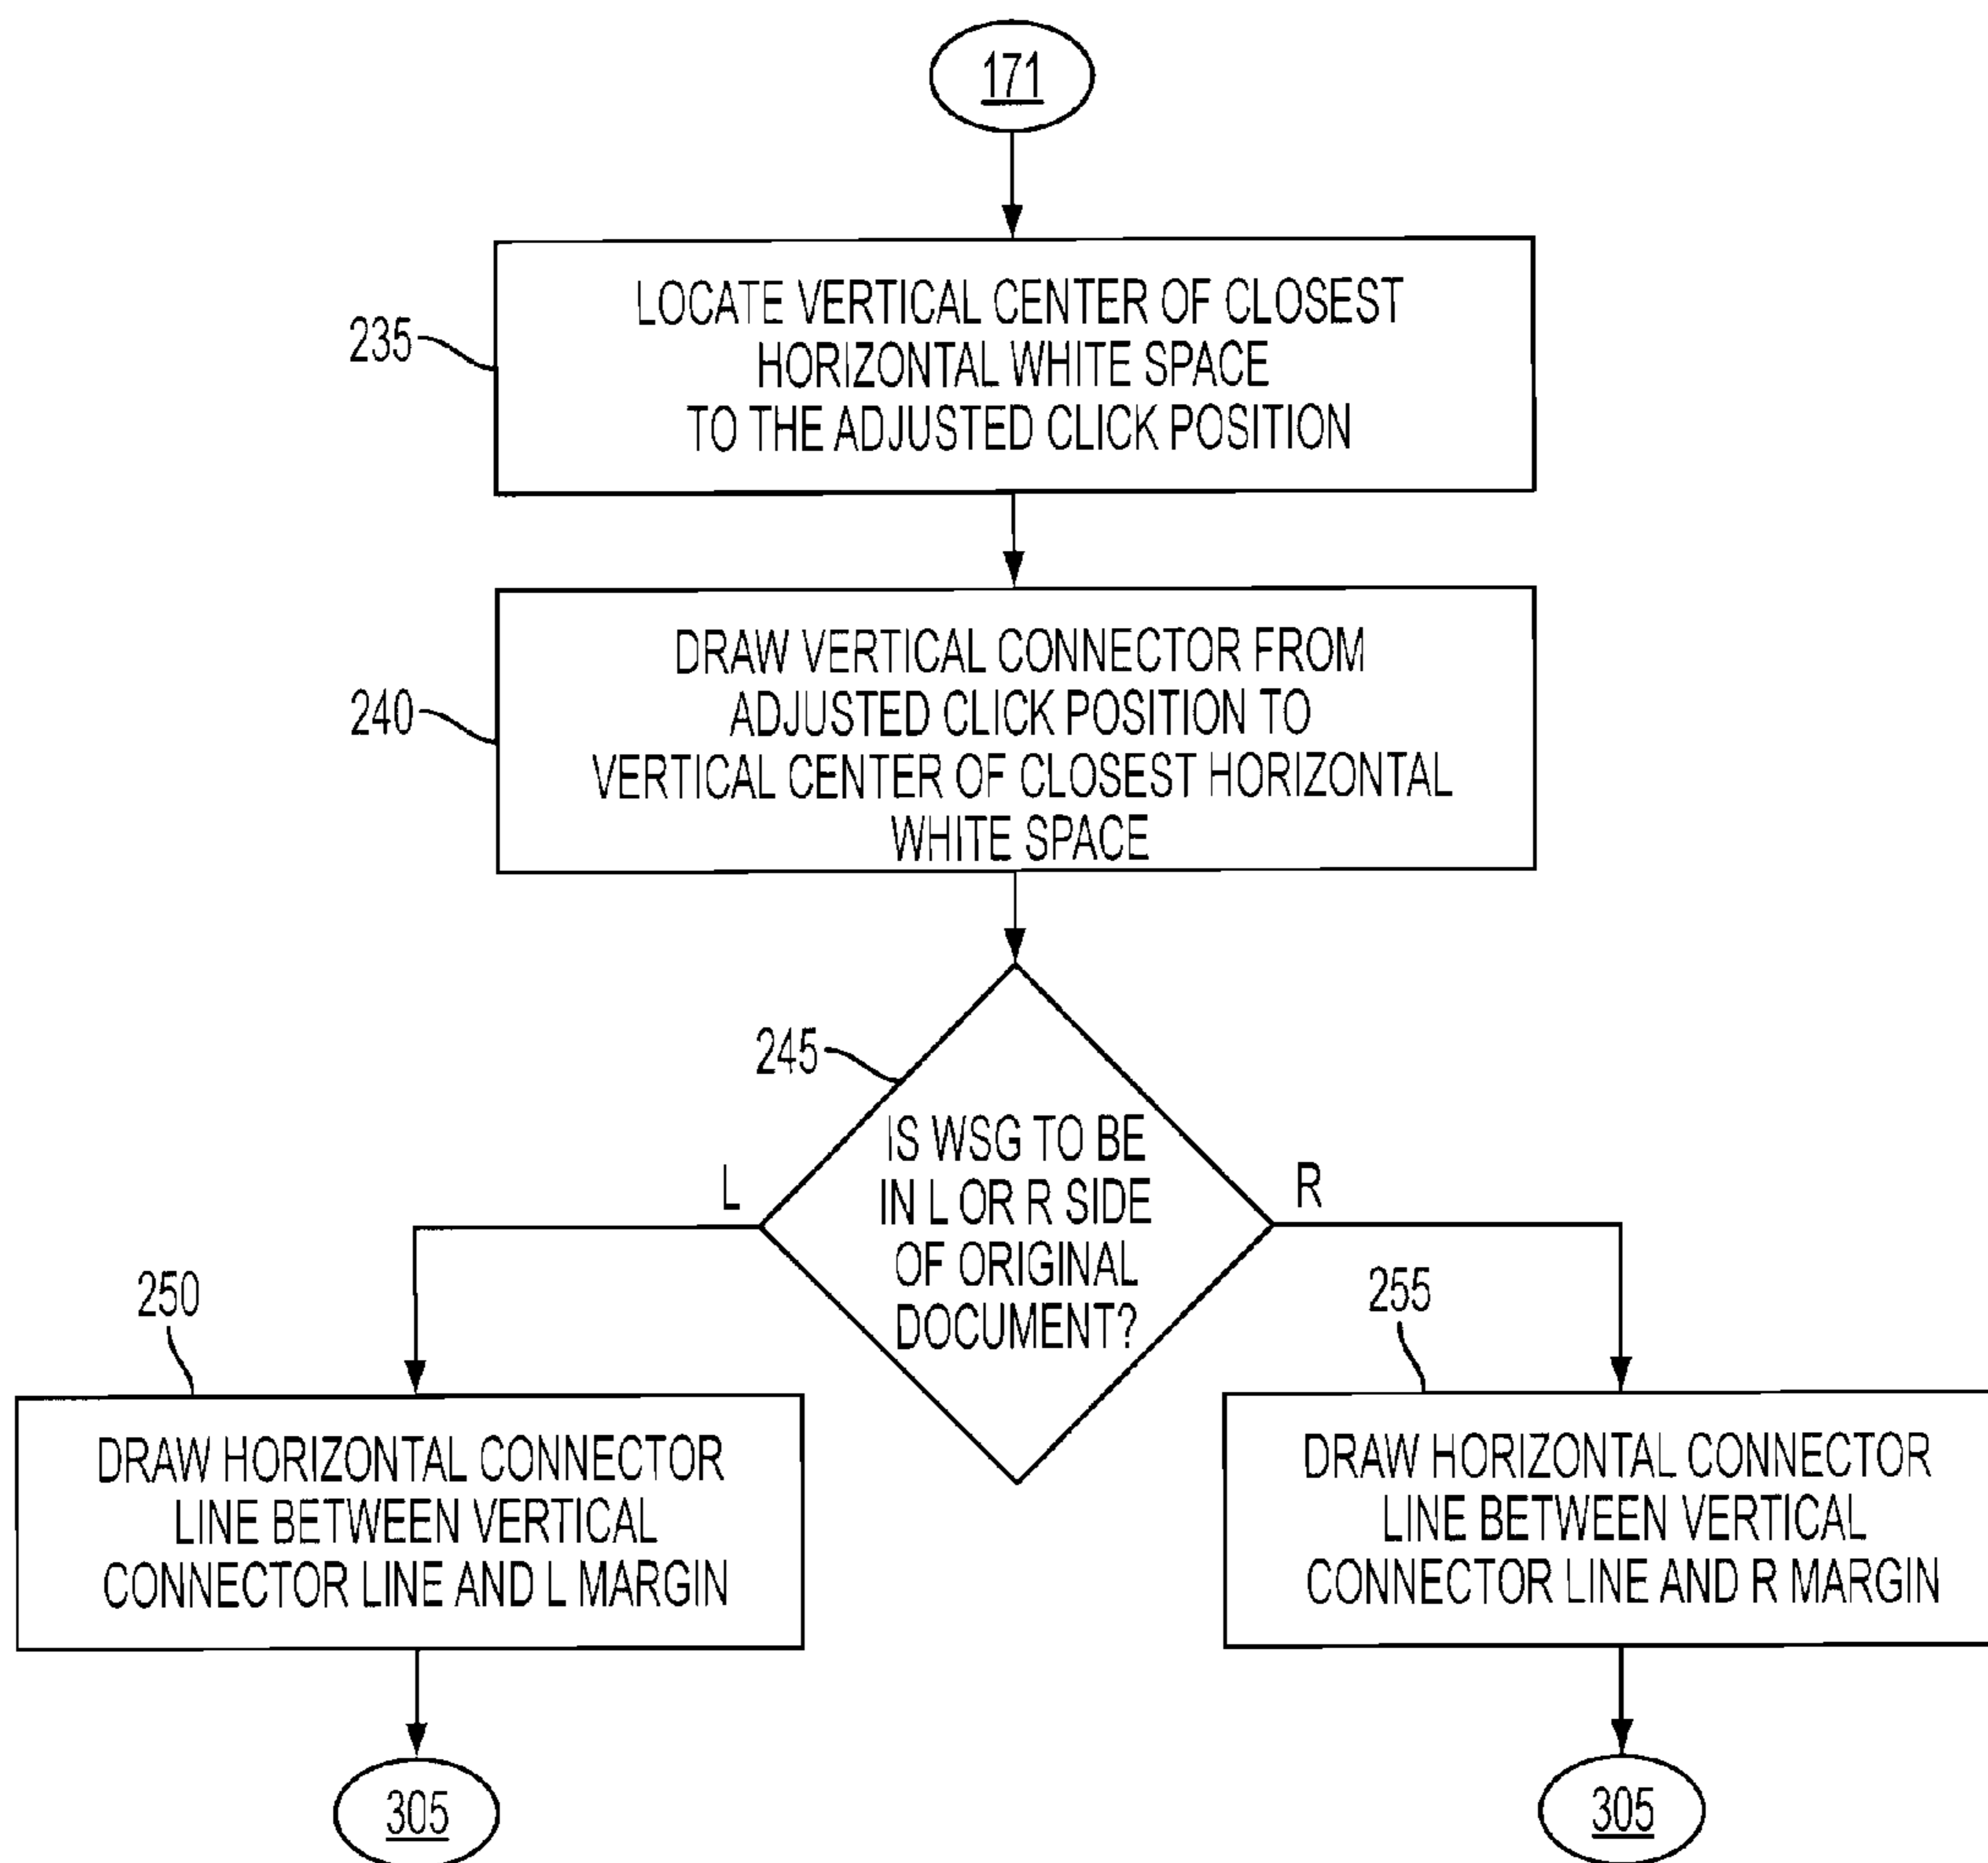 171
235
LOCATE VERTICAL CENTER OF CLOSEST
HORIZONTAL WHITE SPACE
TO THE ADJUSTED CLICK POSITION
240
DRAW VERTICAL CONNECTOR FROM
ADJUSTED CLICK POSITION TO
VERTICAL CENTER OF CLOSEST HORIZONTAL
WHITE SPACE
245
IS WSG TO BE
IN L OR R SIDE
OF ORIGINAL
DOCUMENT?
L
R
250
DRAW HORIZONTAL CONNECTOR
LINE BETWEEN VERTICAL
CONNECTOR LINE AND L MARGIN
255
DRAW HORIZONTAL CONNECTOR
LINE BETWEEN VERTICAL
CONNECTOR LINE AND R MARGIN
305
305